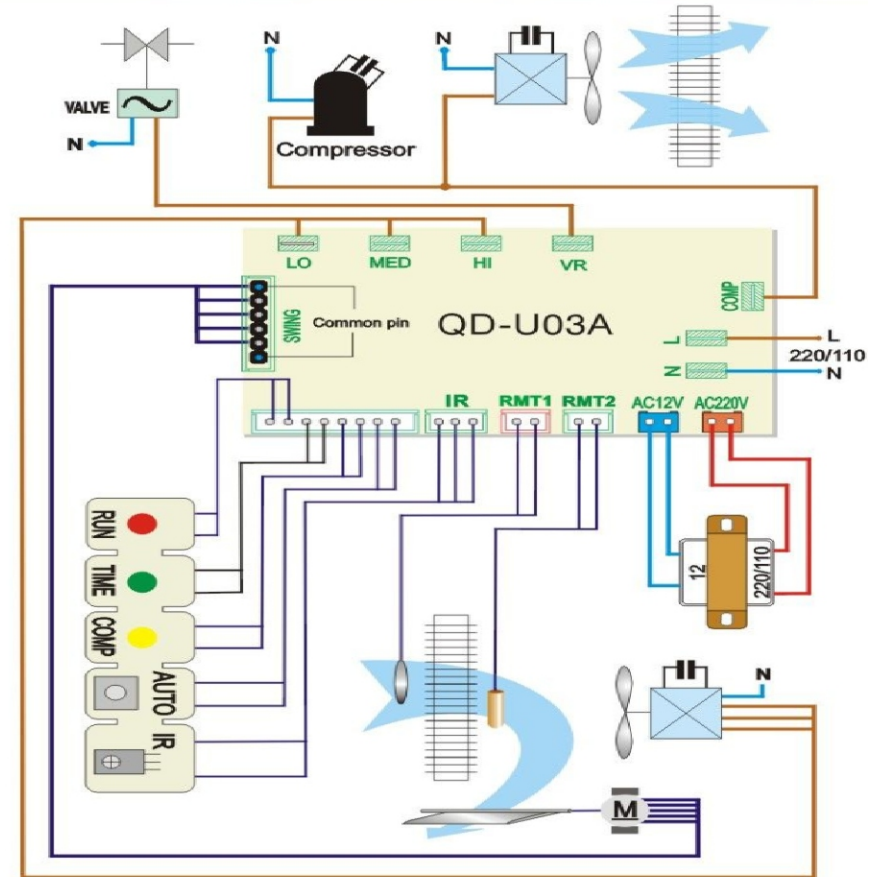 N
N
VALVE
N
Compressor
LO
MED
HI
VR
COMP
SWING
Common pin
QD-U03A
L
L
220/110
N
N
IR
RMT1
RMT2
AC12V
AC220V
RUN
TIME
COMP
AUTO
IR
12
220/110
N
M